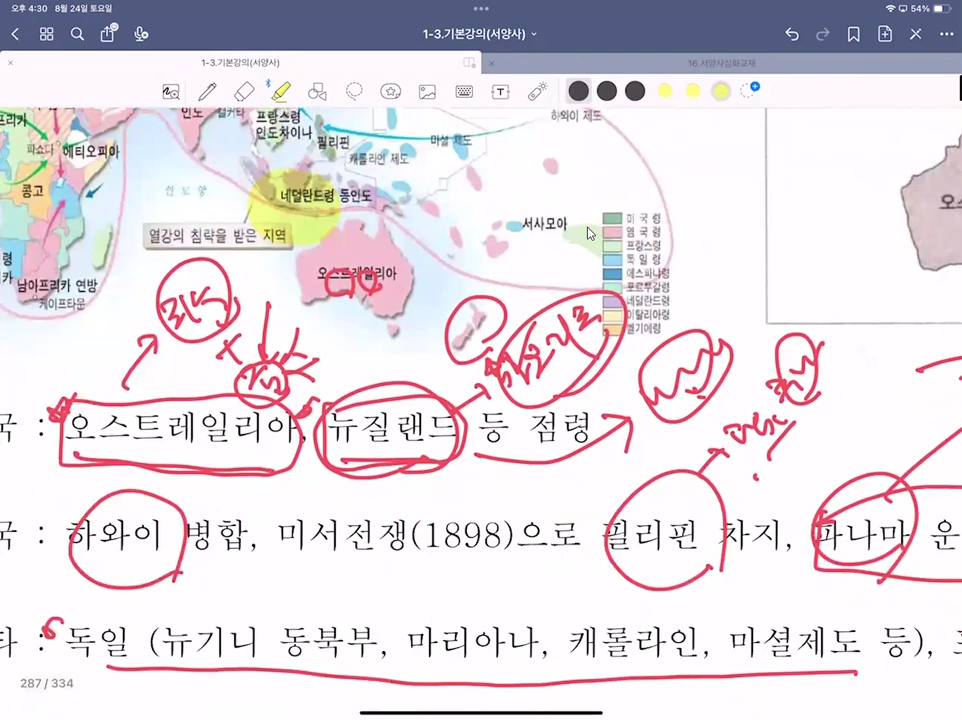 오후 4:30 8월 24일 토요일
54%
1-3.기본강의(서양사)
1-3.기본강의(서양사)
16.서양사심화교재
하와이 제도
인도
캘커타
프랑스령
인도차이나
필리핀
마셜 제도
캐롤린 제도
파쇼다
에티오피아
콩고
인도양
네덜란드령 동인도
서사모아
열강의 침략을 받은 지역
오스트레일리아
남아프리카 연방
케이프타운
미국령
영국령
프랑스령
독일령
에스파냐령
포르투갈령
네덜란드령
이탈리아령
벨기에령
국 : 오스트레일리아, 뉴질랜드 등 점령
국 : 하와이 병합, 미서전쟁(1898)으로 필리핀 차지, 파나마 운
타 : 독일 (뉴기니 동북부, 마리아나, 캐롤라인, 마셜제도 등),
287 / 334